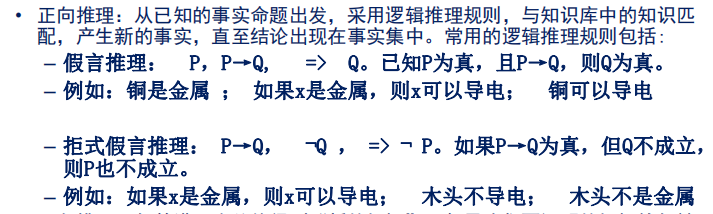 • 正向推理：从已知的事实命题出发，采用逻辑推理规则，与知识库中的知识匹
配，产生新的事实，直至结论出现在事实集中。常用的逻辑推理规则包括:
– 假言推理： P, P→Q, => Q。已知P为真，且P→Q，则Q为真。
– 例如：铜是金属 ； 如果x是金属，则x可以导电； 铜可以导电
– 拒式假言推理： P→Q， ¬Q ，=> ¬ P。如果P→Q为真，但Q不成立，
则P也不成立。
– 例如：如果x是金属，则x可以导电； 木头不导电； 木头不是金属